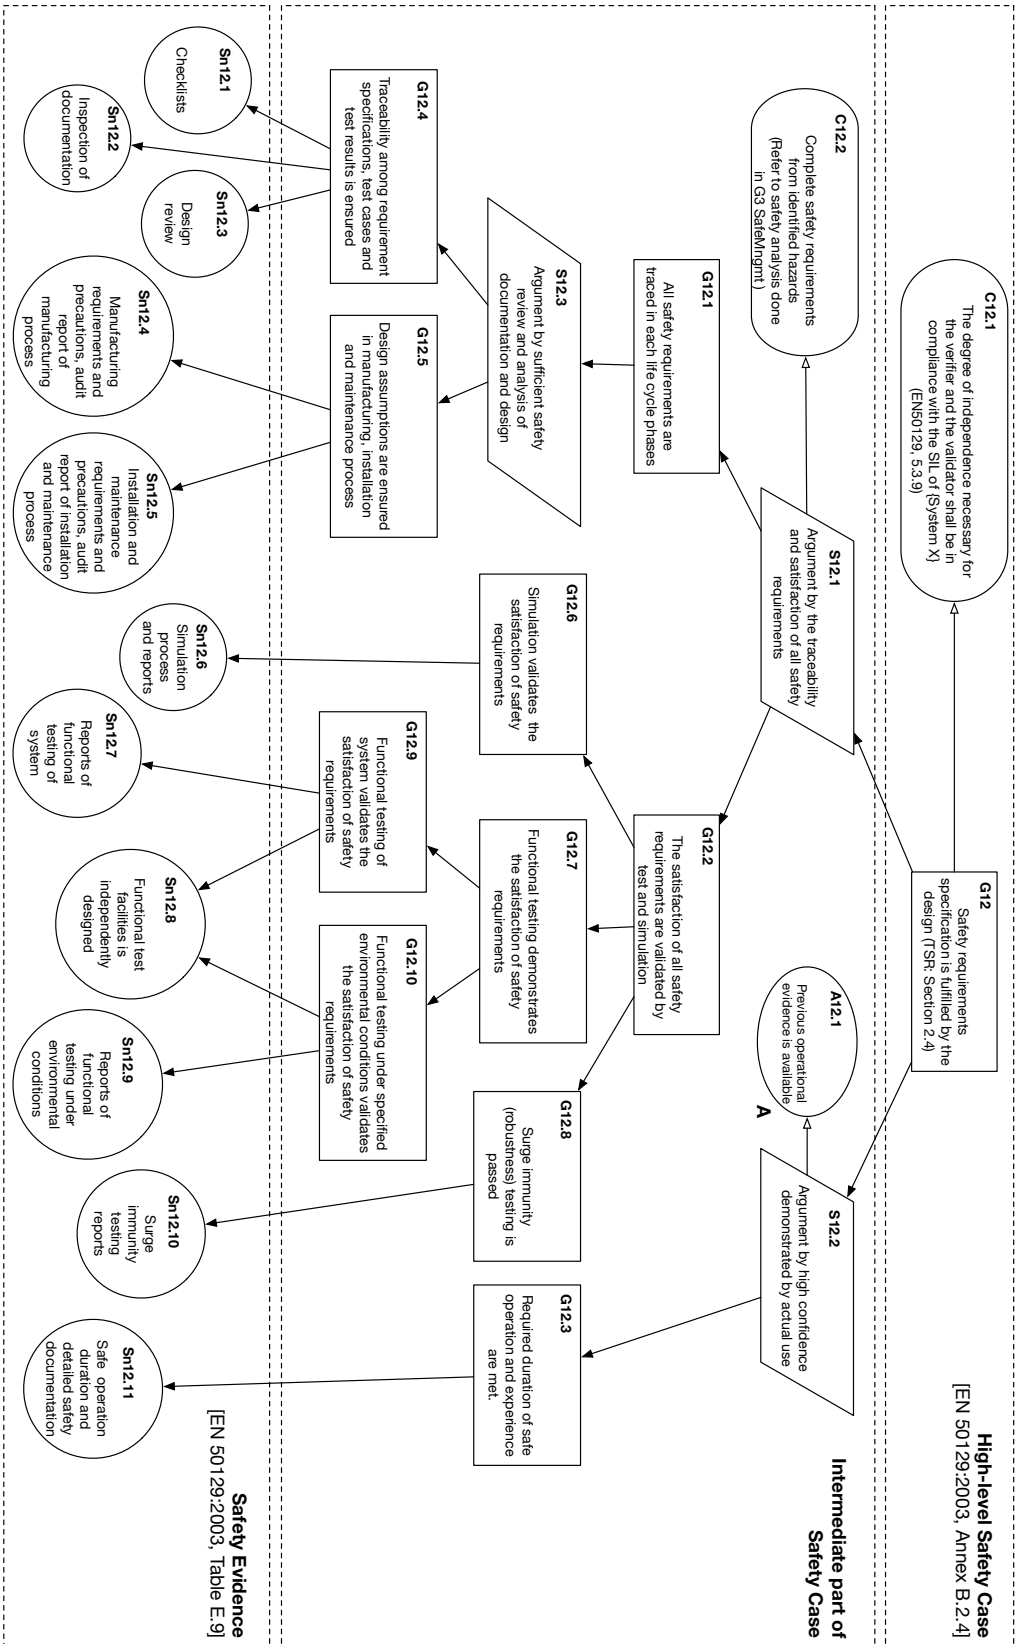 High-level Safety Case
[EN 50129:2003, Annex B.2.4]
C12.1
The degree of independence necessary for
the verifier and the validator shall be in
compliance with the SIL of {System X}
(EN50129, 5.3.9)
G12
Safety requirements
specification is fulfilled by the
design (TSR: Section 2.4)
Intermediate part of
Safety Case
C12.2
Complete safety requirements
from identified hazards
(Refer to safety analysis done
in G3 SafeMngmt )
S12.1
Argument by the traceability
and satisfaction of all safety
requirements
A12.1
Previous operational
evidence is available
A
S12.2
Argument by high confidence
demonstrated by actual use
G12.1
All safety requirements are
traced in each life cycle phases
G12.2
The satisfaction of all safety
requirements are validated by
test and simulation
S12.3
Argument by sufficient safety
review and analysis of
documentation and design
G12.6
Simulation validates the
satisfaction of safety
requirements
G12.7
Functional testing demonstrates
the satisfaction of safety
requirements
G12.8
Surge immunity
(robustness) testing is
passed
G12.3
Required duration of safe
operation and experience
are met.
G12.4
Traceability among requirement
specifications, test cases and
test results is ensured
G12.5
Design assumptions are ensured
in manufacturing, installation
and maintenance process
G12.9
Functional testing of
system validates the
satisfaction of safety
requirements
G12.10
Functional testing under specified
environmental conditions validates
the satisfaction of safety
requirements
Safety Evidence
[EN 50129:2003, Table E.9]
Sn12.1
Checklists
Sn12.2
Inspection of
documentation
Sn12.3
Design
review
Sn12.4
Manufacturing
requirements and
precautions, audit
report of
manufacturing
process
Sn12.5
Installation and
maintenance
requirements and
precautions, audit
report of installation
and maintenance
process
Sn12.6
Simulation
process
and reports
Sn12.7
Reports of
functional
testing of
system
Sn12.8
Functional test
facilities is
independently
designed
Sn12.9
Reports of
functional
testing under
environmental
conditions
Sn12.10
Surge
immunity
testing
reports
Sn12.11
Safe operation
duration and
detailed safety
documentation